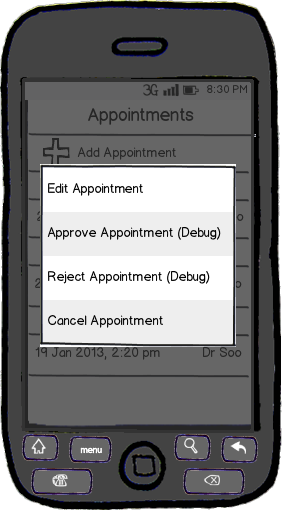 3G 8:30 PM
Appointments
Add Appointment
Edit Appointment
Approve Appointment (Debug)
Reject Appointment (Debug)
Cancel Appointment
19 Jan 2013, 2:20 pm Dr Soo
menu